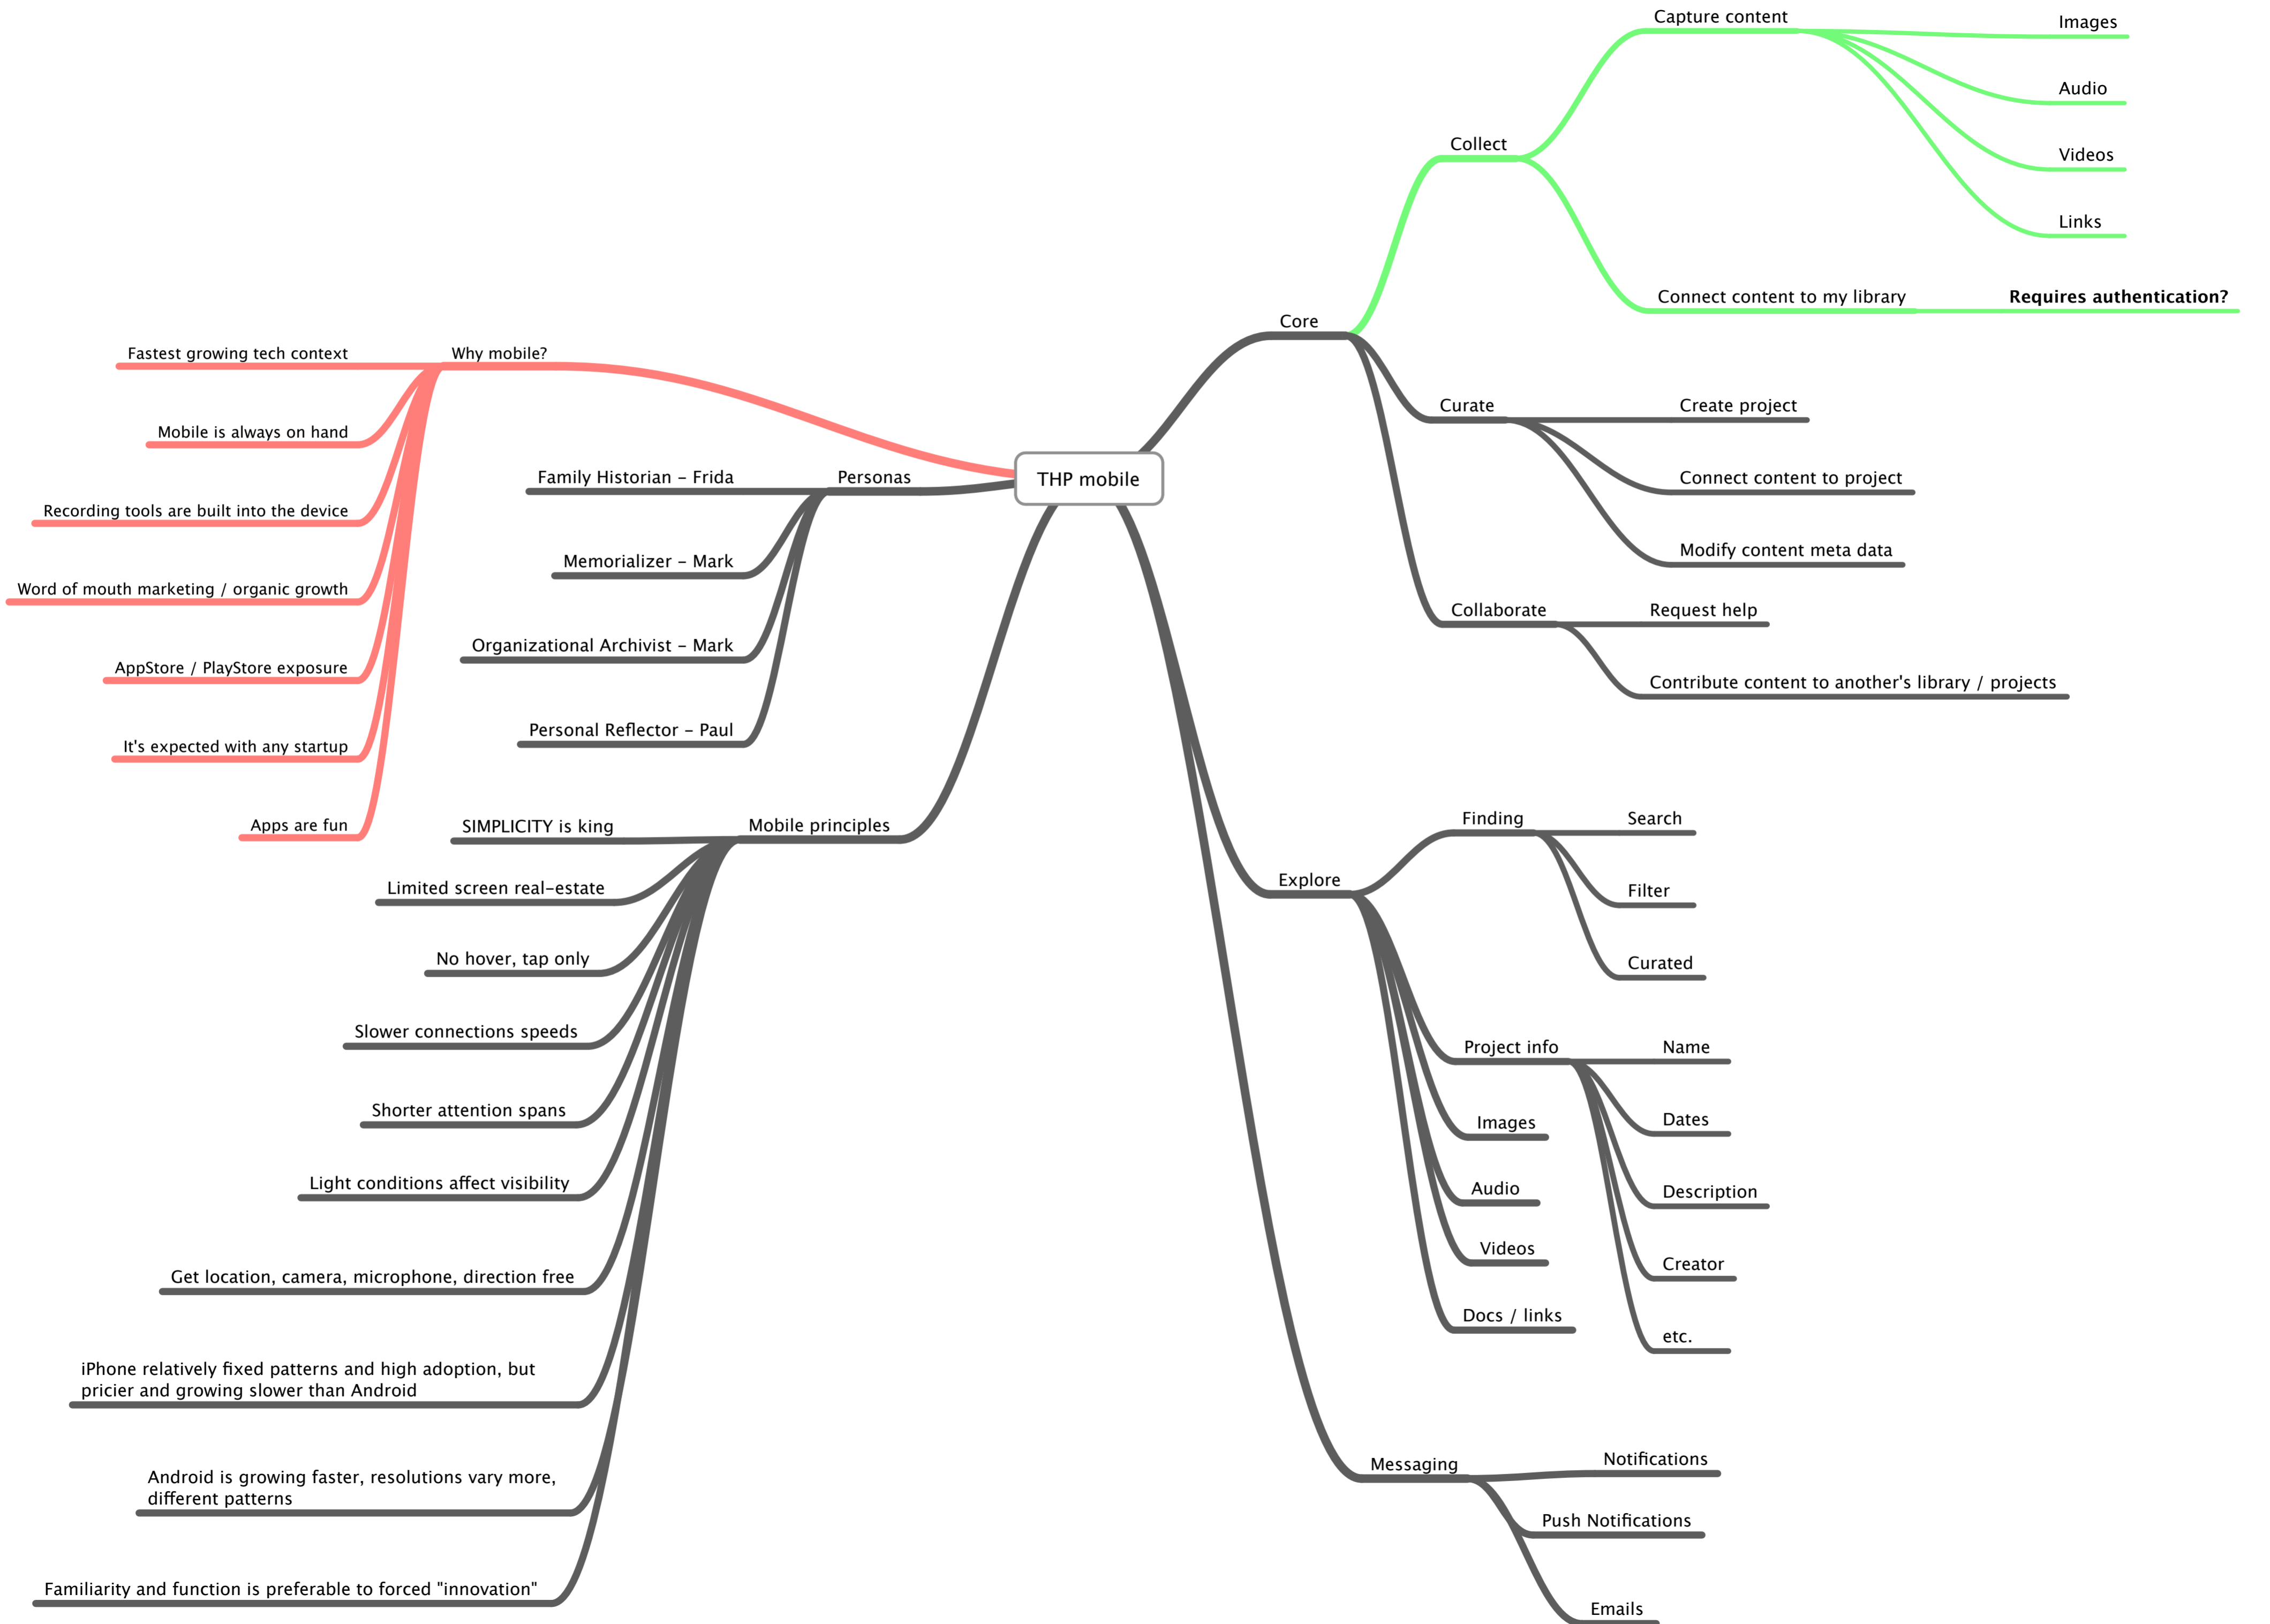 THP mobile
Core
Collect
Capture content
Images
Audio
Videos
Links
Connect content to my library
Requires authentication?
Curate
Create project
Connect content to project
Modify content meta data
Collaborate
Request help
Contribute content to another's library / projects
Explore
Finding
Search
Filter
Curated
Project info
Name
Dates
Description
Creator
etc.
Images
Audio
Videos
Docs / links
Messaging
Notifications
Push Notifications
Emails
Why mobile?
Fastest growing tech context
Mobile is always on hand
Recording tools are built into the device
Word of mouth marketing / organic growth
AppStore / PlayStore exposure
It's expected with any startup
Apps are fun
Personas
Family Historian – Frida
Memorializer – Mark
Organizational Archivist – Mark
Personal Reflector – Paul
Mobile principles
SIMPLICITY is king
Limited screen real-estate
No hover, tap only
Slower connections speeds
Shorter attention spans
Light conditions affect visibility
Get location, camera, microphone, direction free
iPhone relatively fixed patterns and high adoption, but
pricier and growing slower than Android
Android is growing faster, resolutions vary more,
different patterns
Familiarity and function is preferable to forced "innovation"